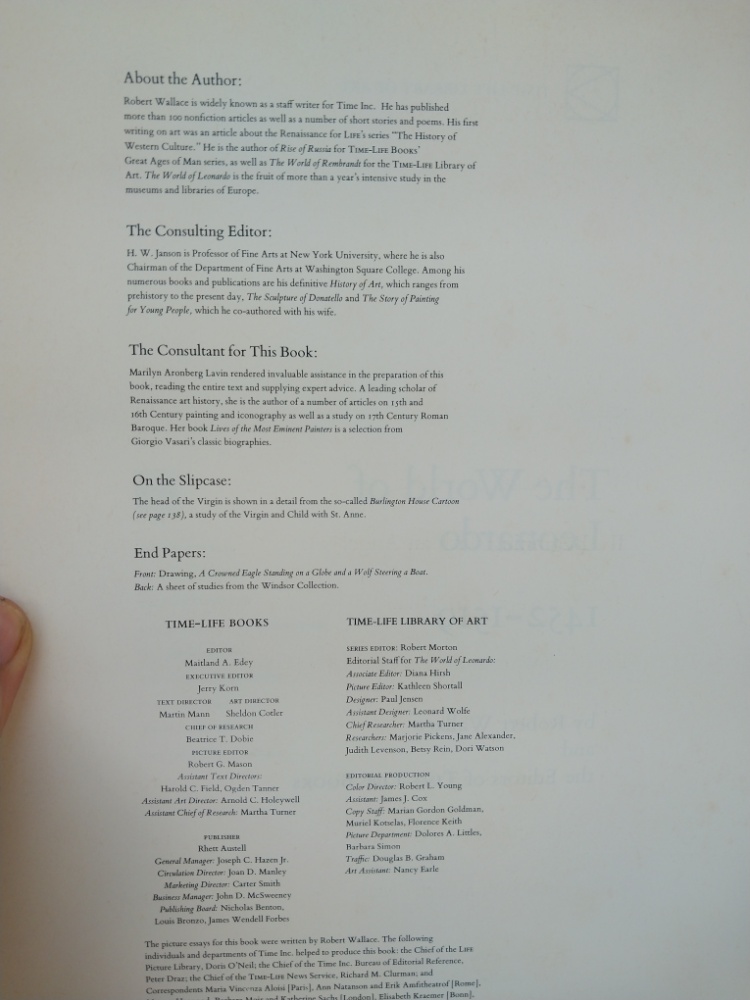 About the Author:
Robert Wallace is widely known as a staff writer for Time Inc. He has published
more than 100 nonfiction articles as well as a number of short stories and poems. His first
writing on art was an article about the Renaissance for LIFE's series "The History of
Western Culture." He is the author of Rise of Russia for TIME-LIFE BOOKS'
Great Ages of Man series, as well as The World of Rembrandt for the TIME-LIFE Library of
Art. The World of Leonardo is the fruit of more than a year's intensive study in the
museums and libraries of Europe.
The Consulting Editor:
H. W. Janson is Professor of Fine Arts at New York University, where he is also
Chairman of the Department of Fine Arts at Washington Square College. Among his
numerous books and publications are his definitive History of Art, which ranges from
prehistory to the present day, The Sculpture of Donatello and The Story of Painting
for Young People, which he co-authored with his wife.
The Consultant for This Book:
Marilyn Aronberg Lavin rendered invaluable assistance in the preparation of this
book, reading the entire text and supplying expert advice. A leading scholar of
Renaissance art history, she is the author of a number of articles on 15th and
16th Century painting and iconography as well as a study on 17th Century Roman
Baroque. Her book Lives of the Most Eminent Painters is a selection from
Giorgio Vasari's classic biographies.
On the Slipcase:
The head of the Virgin is shown in a detail from the so-called Burlington House Cartoon
(see page 138), a study of the Virgin and Child with St. Anne.
End Papers:
Front: Drawing, A Crowned Eagle Standing on a Globe and a Wolf Steering a Boat.
Back: A sheet of studies from the Windsor Collection.
TIME-LIFE BOOKS
EDITOR
Maitland A. Edey
EXECUTIVE EDITOR
Jerry Korn
TEXT DIRECTOR ART DIRECTOR
Martin Mann Sheldon Cotler
CHIEF OF RESEARCH
Beatrice T. Dobie
PICTURE EDITOR
Robert G. Mason
Assistant Text Directors:
Harold C. Field, Ogden Tanner
Assistant Art Director: Arnold C. Holeywell
Assistant Chief of Research: Martha Turner
PUBLISHER
Rhett Austell
General Manager: Joseph C. Hazen Jr.
Circulation Director: Joan D. Manley
Marketing Director: Carter Smith
Business Manager: John D. McSweeney
Publishing Board: Nicholas Benton,
Louis Bronzo, James Wendell Forbes
TIME-LIFE LIBRARY OF ART
SERIES EDITOR: Robert Morton
Editorial Staff for The World of Leonardo:
Associate Editor: Diana Hirsh
Picture Editor: Kathleen Shortall
Designer: Paul Jensen
Assistant Designer: Leonard Wolfe
Chief Researcher: Martha Turner
Researchers: Marjorie Pickens, Jane Alexander,
Judith Levenson, Betsy Rein, Dori Watson
EDITORIAL PRODUCTION
Color Director: Robert L. Young
Assistant: James J. Cox
Copy Staff: Marian Gordon Goldman,
Muriel Kotselas, Florence Keith
Picture Department: Dolores A. Littles,
Barbara Simon
Traffic: Douglas B. Graham
Art Assistant: Nancy Earle
The picture essays for this book were written by Robert Wallace. The following
individuals and departments of Time Inc. helped to produce this book: the Chief of the LIFE
Picture Library, Doris O'Neil; the Chief of the Time Inc. Bureau of Editorial Reference,
Peter Draz; the Chief of the TIME-LIFE News Service, Richard M. Clurman; and
Correspondents Maria Vincenza Aloisi [Paris], Ann Natanson and Erik Amfitheatrof [Rome],
Katherine Sachs [London], Elisabeth Kraemer [Bonn],